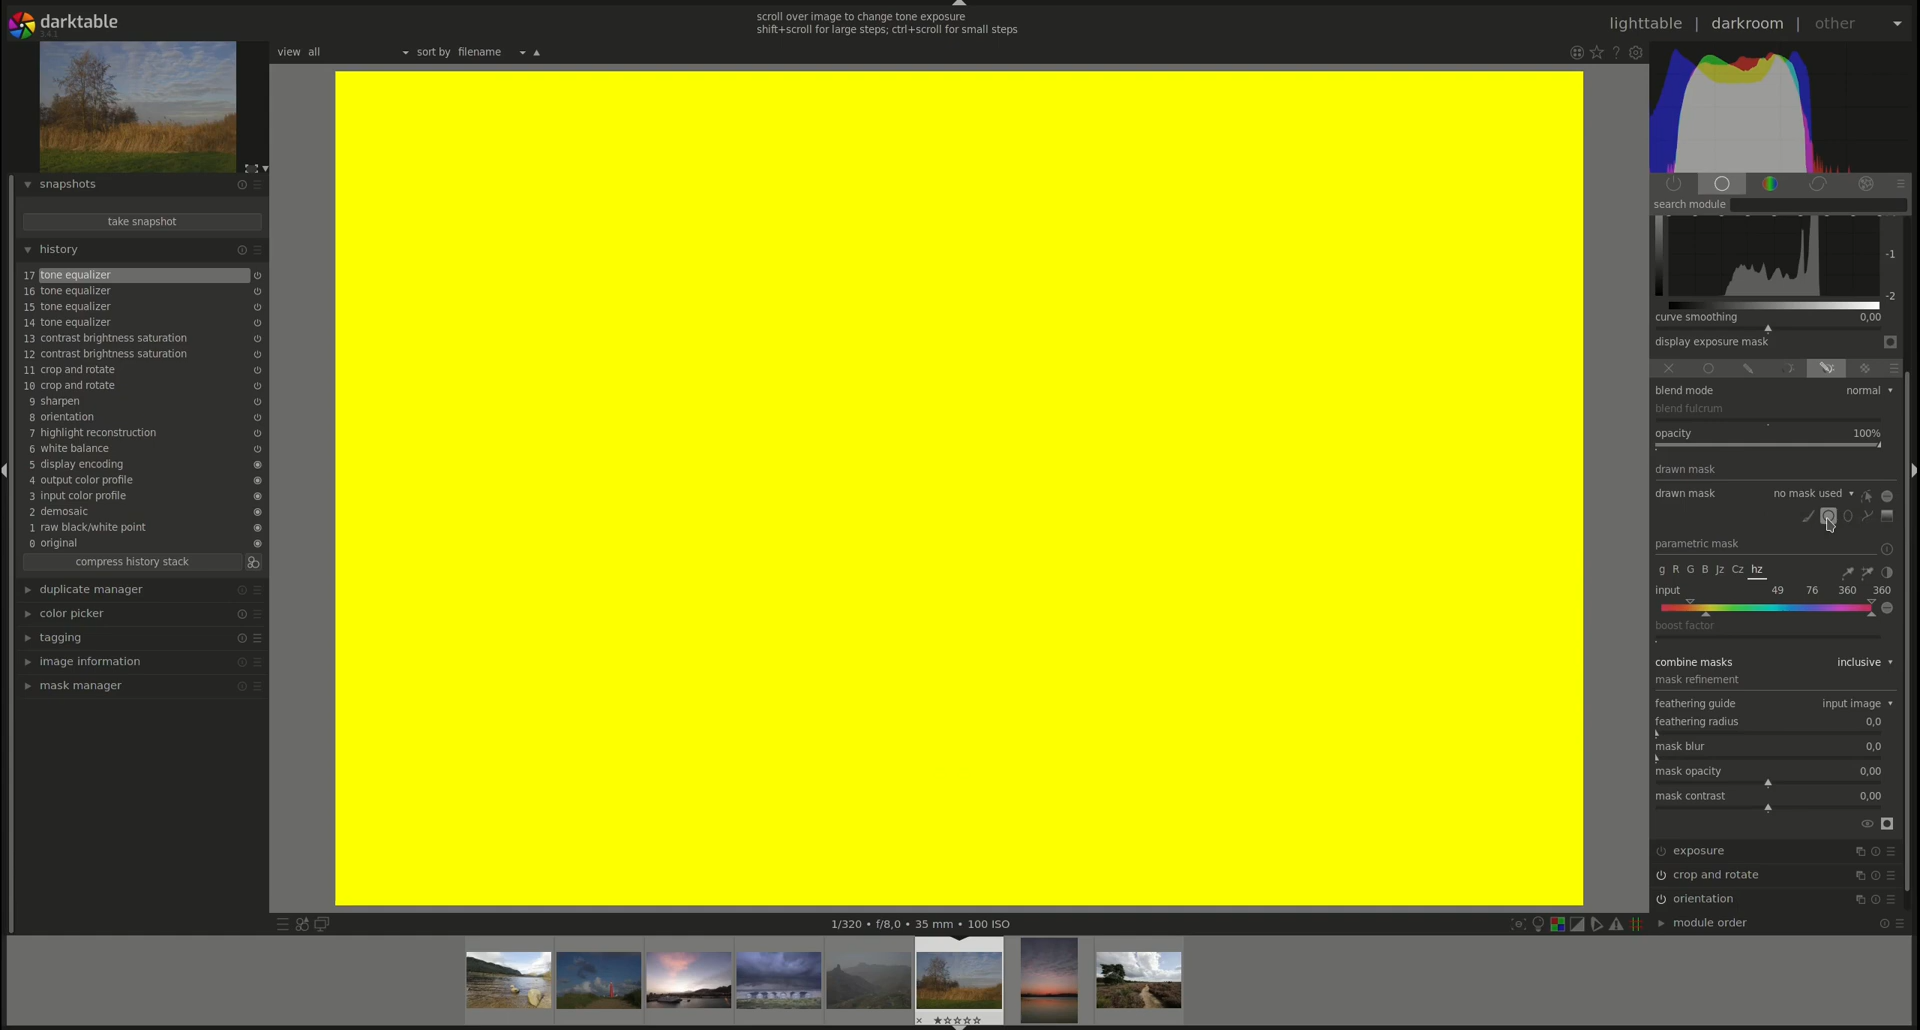 darktable
3.4.1
scroll over image to change tone exposure
shift+scroll for large steps; ctrl+scroll for small steps
lighttable | darkroom | other
view all sort by filename
snapshots
take snapshot
history
17 tone equalizer
16 tone equalizer
15 tone equalizer
14 tone equalizer
13 contrast brightness saturation
12 contrast brightness saturation
11 crop and rotate
10 crop and rotate
9 sharpen
8 orientation
7 highlight reconstruction
6 white balance
5 display encoding
4 output color profile
3 input color profile
2 demosaic
1 raw black/white point
0 original
compress history stack
duplicate manager
color picker
tagging
image information
mask manager
1/320 • f/8,0 • 35 mm • 100 ISO
search module
-1
-2
curve smoothing 0,00
display exposure mask
blend mode normal
blend fulcrum
opacity 100%
drawn mask
drawn mask no mask used
parametric mask
g R G B Jz Cz hz
input 49 76 360 360
boost factor
combine masks inclusive
mask refinement
feathering guide input image
feathering radius 0,0
mask blur 0,0
mask opacity 0,00
mask contrast 0,00
exposure
crop and rotate
orientation
module order